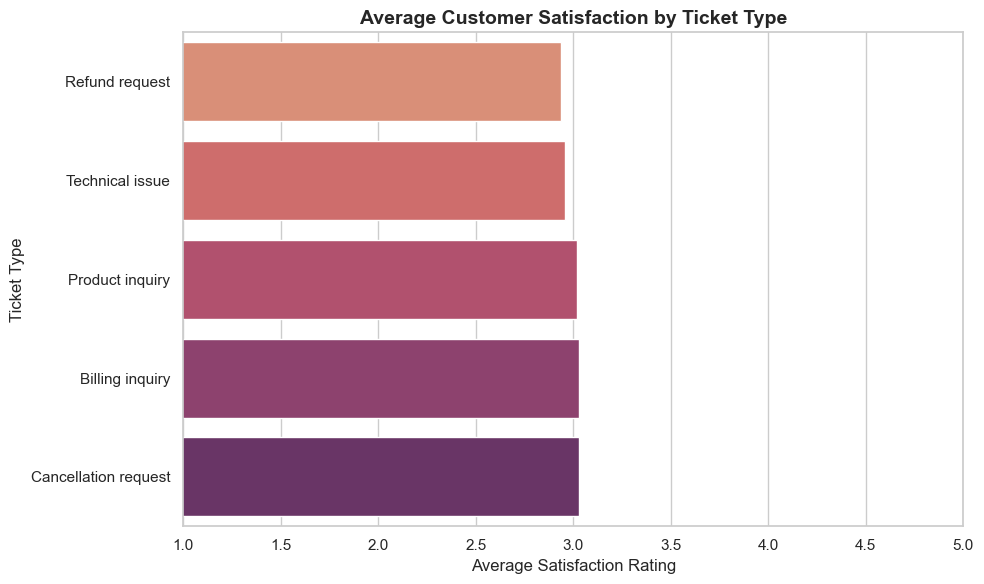 Average Customer Satisfaction by Ticket Type
Ticket Type
Refund request
Technical issue
Product inquiry
Billing inquiry
Cancellation request
1.0 1.5 2.0 2.5 3.0 3.5 4.0 4.5 5.0
Average Satisfaction Rating